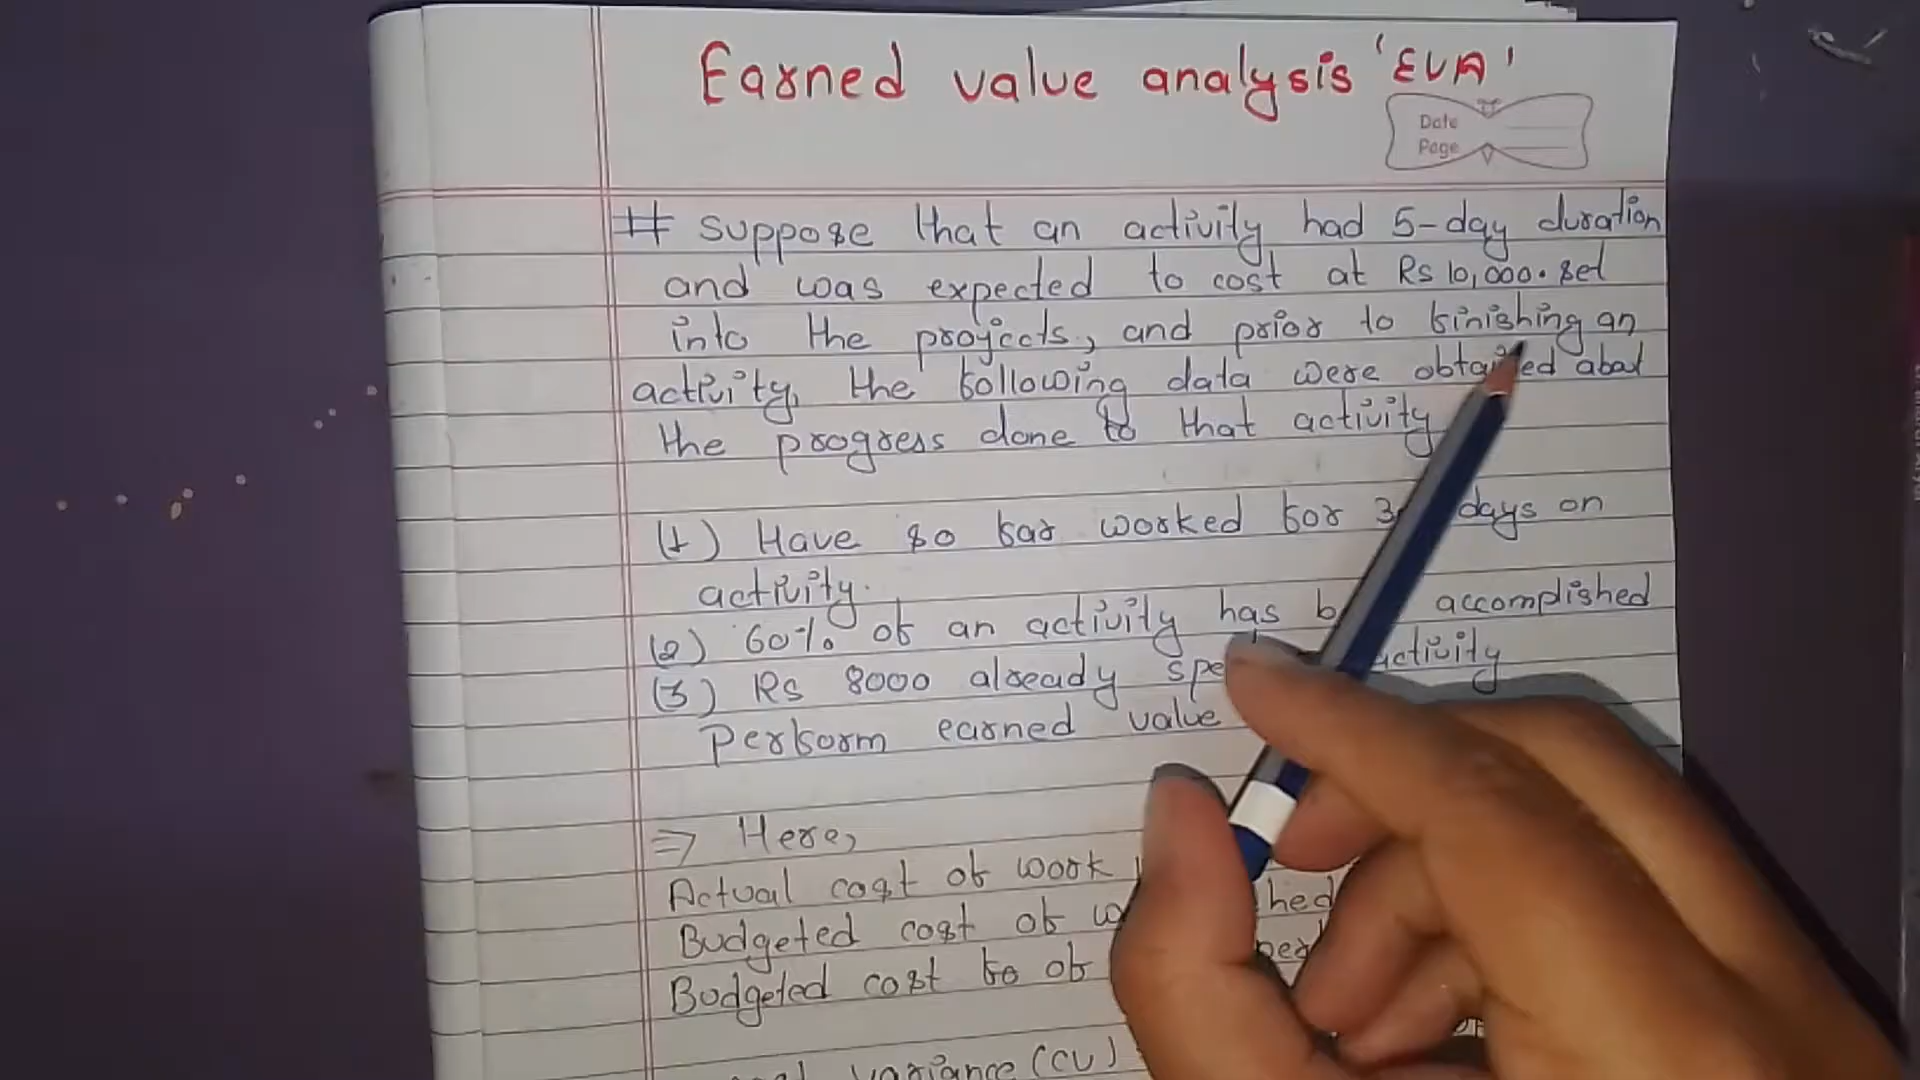 Earned value analysis 'EVA'
Date
Page
# suppose that an activity had 5-day duration
and was expected to cost at Rs 10,000. set
into the projects, and prior to finishing an
activity, the following data were obtained about
the progress done to that activity
(1) Have so far worked for 3 days on
activity.
(2) 60% of an activity has accomplished
(3) Rs 8000 already activity
Perform earned value
⇒ Here,
Actual cost of work
Budgeted cost of
Budgeted cost to of
variance (CV)